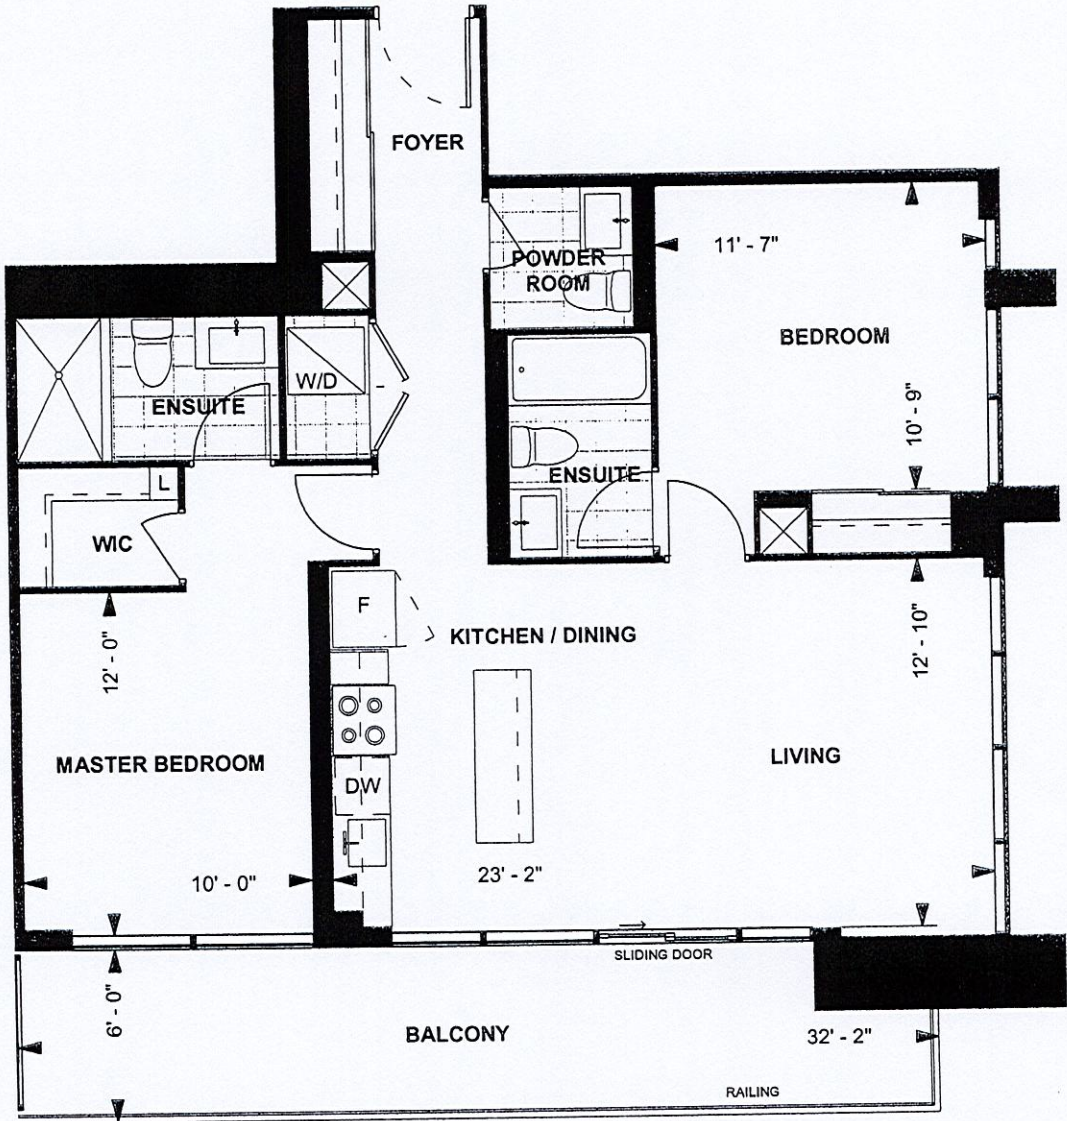 FOYER
POWDER
ROOM
11' - 7"
BEDROOM
10' - 9"
W/D
ENSUITE
ENSUITE
L
WIC
12' - 0"
F
KITCHEN / DINING
12' - 10"
MASTER BEDROOM
LIVING
DW
10' - 0"
23' - 2"
SLIDING DOOR
6' - 0"
BALCONY
32' - 2"
RAILING